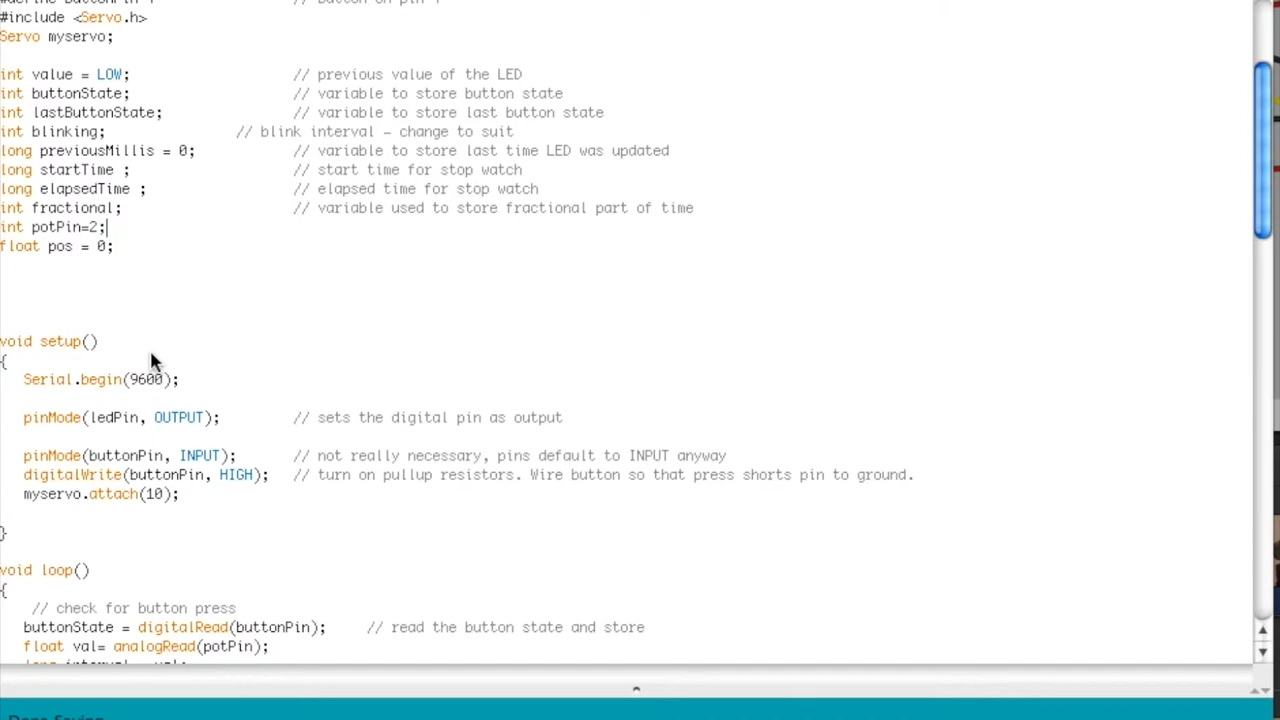 #include <Servo.h>
Servo myservo;
int value = LOW; // previous value of the LED
int buttonState; // variable to store button state
int lastButtonState; // variable to store last button state
int blinking; // blink interval – change to suit
long previousMillis = 0; // variable to store last time LED was updated
long startTime ; // start time for stop watch
long elapsedTime ; // elapsed time for stop watch
int fractional; // variable used to store fractional part of time
int potPin=2;
float pos = 0;
void setup()
{
Serial.begin(9600);
pinMode(ledPin, OUTPUT); // sets the digital pin as output
pinMode(buttonPin, INPUT); // not really necessary, pins default to INPUT anyway
digitalWrite(buttonPin, HIGH); // turn on pullup resistors. Wire button so that press shorts pin to ground.
myservo.attach(10);
}
void loop()
{
// check for button press
buttonState = digitalRead(buttonPin); // read the button state and store
float val= analogRead(potPin);